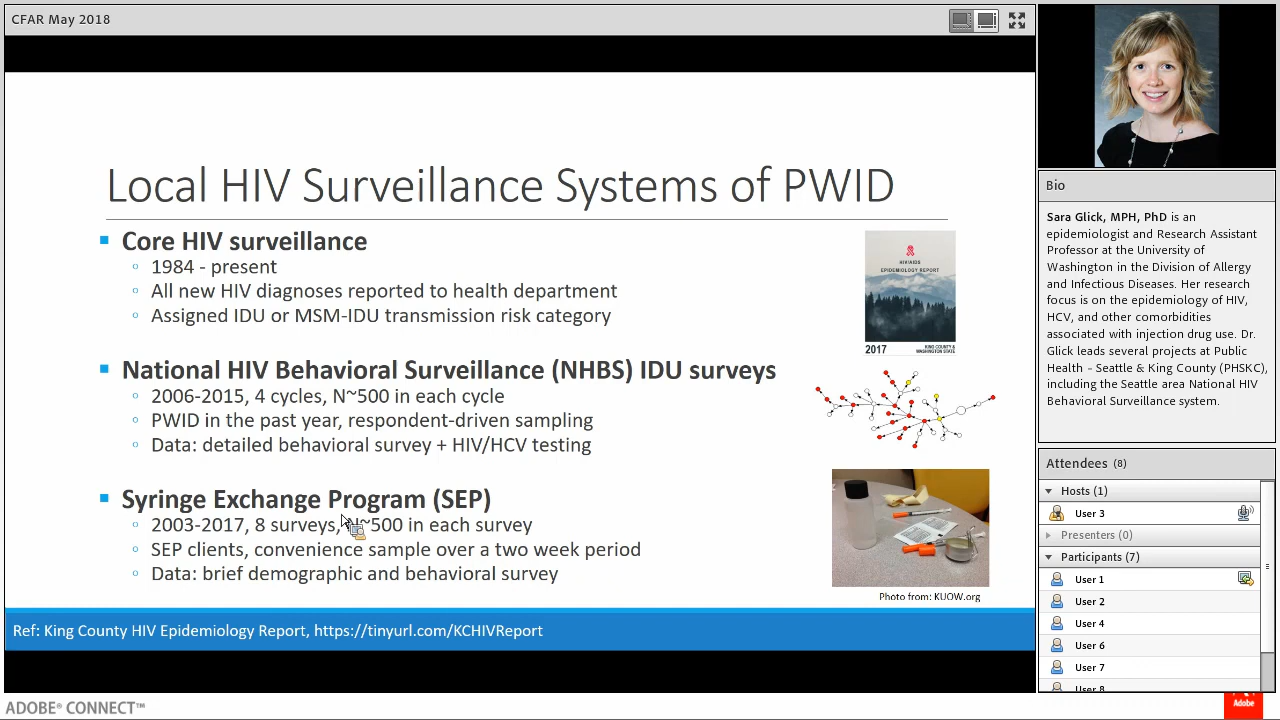 CFAR May 2018
Local HIV Surveillance Systems of PWID
Core HIV surveillance
1984 - present
All new HIV diagnoses reported to health department
Assigned IDU or MSM-IDU transmission risk category
National HIV Behavioral Surveillance (NHBS) IDU surveys
2006-2015, 4 cycles, N~500 in each cycle
PWID in the past year, respondent-driven sampling
Data: detailed behavioral survey + HIV/HCV testing
Syringe Exchange Program (SEP)
2003-2017, 8 surveys, N~500 in each survey
SEP clients, convenience sample over a two week period
Data: brief demographic and behavioral survey
HIV/AIDS
EPIDEMIOLOGY REPORT
2017
KING COUNTY &
WASHINGTON STATE
Photo from: KUOW.org
Ref: King County HIV Epidemiology Report, https://tinyurl.com/KCHIVReport
ADOBE® CONNECT™
Bio
Sara Glick, MPH, PhD is an
epidemiologist and Research Assistant
Professor at the University of
Washington in the Division of Allergy
and Infectious Diseases. Her research
focus is on the epidemiology of HIV,
HCV, and other comorbidities
associated with injection drug use. Dr.
Glick leads several projects at Public
Health – Seattle & King County (PHSKC),
including the Seattle area National HIV
Behavioral Surveillance system.
Attendees (8)
Hosts (1)
User 3
Presenters (0)
Participants (7)
User 1
User 2
User 4
User 6
User 7
User 8
Adobe